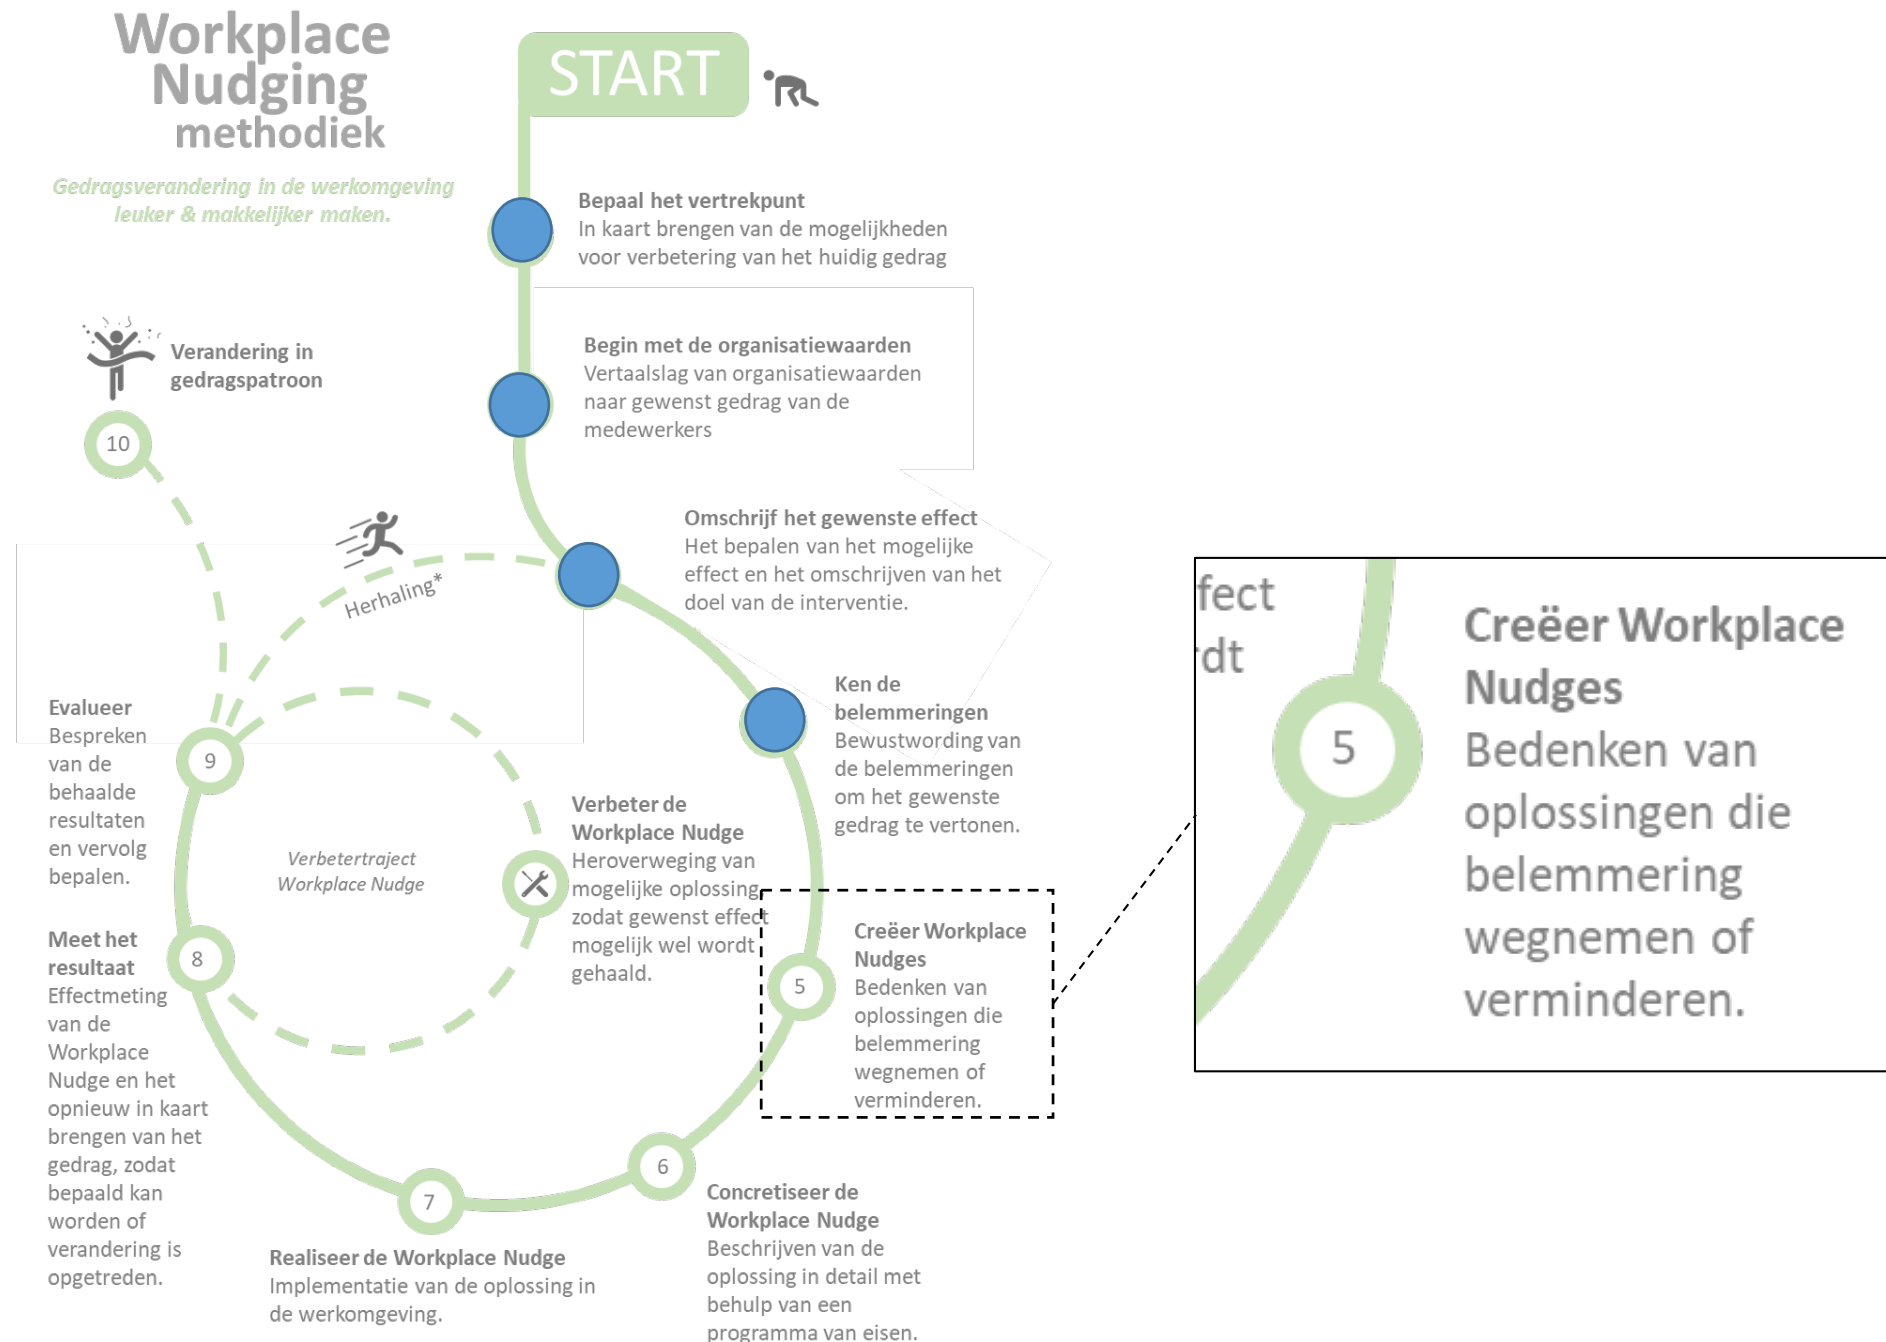 Workplace
Nudging
methodiek
Gedragsverandering in de werkomgeving
leuker & makkelijker maken.
START
Bepaal het vertrekpunt
In kaart brengen van de mogelijkheden
voor verbetering van het huidig gedrag
Begin met de organisatiewaarden
Vertaalslag van organisatiewaarden
naar gewenst gedrag van de
medewerkers
Omschrijf het gewenste effect
Het bepalen van het mogelijke
effect en het omschrijven van het
doel van de interventie.
Ken de
belemmeringen
Bewustwording van
de belemmeringen
om het gewenste
gedrag te vertonen.
5
Creëer Workplace
Nudges
Bedenken van
oplossingen die
belemmering
wegnemen of
verminderen.
6
Concretiseer de
Workplace Nudge
Beschrijven van de
oplossing in detail met
behulp van een
programma van eisen.
7
Realiseer de Workplace Nudge
Implementatie van de oplossing in
de werkomgeving.
8
Meet het
resultaat
Effectmeting
van de
Workplace
Nudge en het
opnieuw in kaart
brengen van het
gedrag, zodat
bepaald kan
worden of
verandering is
opgetreden.
9
Evalueer
Bespreken
van de
behaalde
resultaten
en vervolg
bepalen.
Verbetertraject
Workplace Nudge
Verbeter de
Workplace Nudge
Heroverweging van
mogelijke oplossing,
zodat gewenst effect
mogelijk wel wordt
gehaald.
Herhaling*
10
Verandering in
gedragspatroon
fect
dt
5
Creëer Workplace
Nudges
Bedenken van
oplossingen die
belemmering
wegnemen of
verminderen.